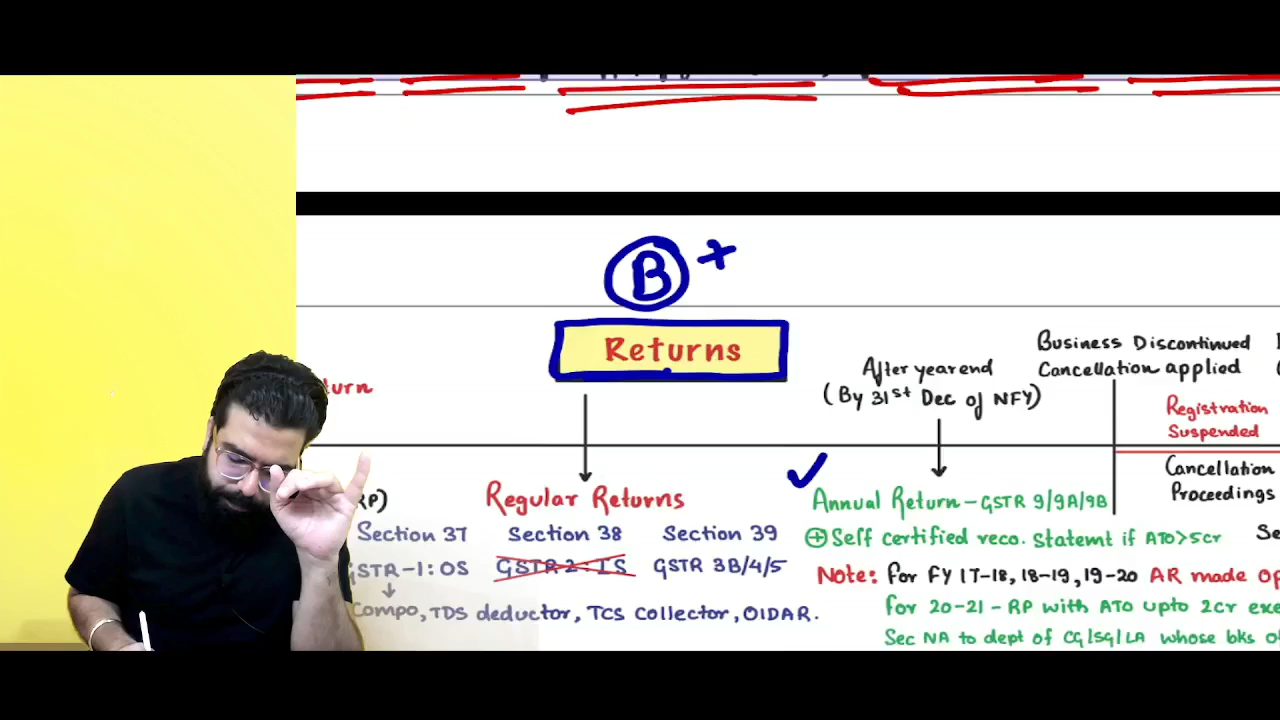 B +
Returns
Business Discontinued
Cancellation applied
After year end
(By 31st Dec of NFY)
Registration
Suspended
Cancellation
Proceedings
RP)
Regular Returns
Annual Return - GSTR 9/9A/9B
Section 37 Section 38 Section 39
⊕ Self certified reco. statemt if ATO>5cr
GSTR-1: OS GSTR 2: IS GSTR 3B/4/5
Note: for FY 17-18, 18-19, 19-20 AR made
Compo, TDS deductor, TCS Collector, OIDAR.
for 20-21 - RP with ATO upto 2cr
Sec NA to dept of CG/SG/LA whose bks